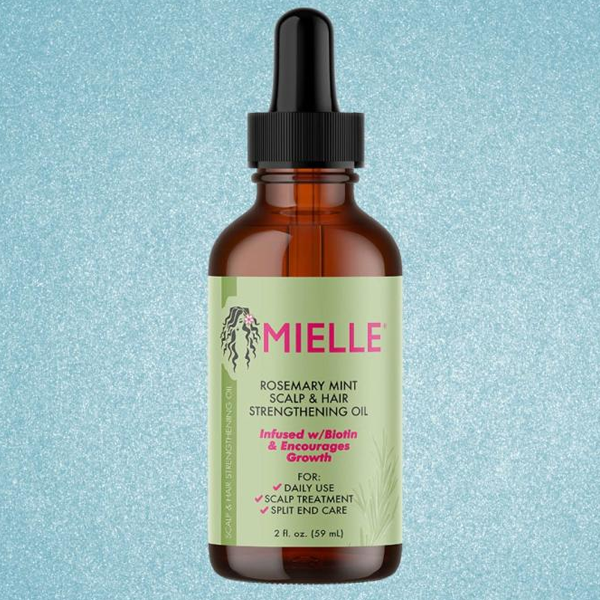 MIELLE®
ROSEMARY MINT
SCALP & HAIR
STRENGTHENING OIL
Infused w/Biotin
& Encourages
Growth
FOR:
DAILY USE
SCALP TREATMENT
SPLIT END CARE
2 fl. oz. (59 mL)
SCALP & HAIR STRENGTHENING OIL